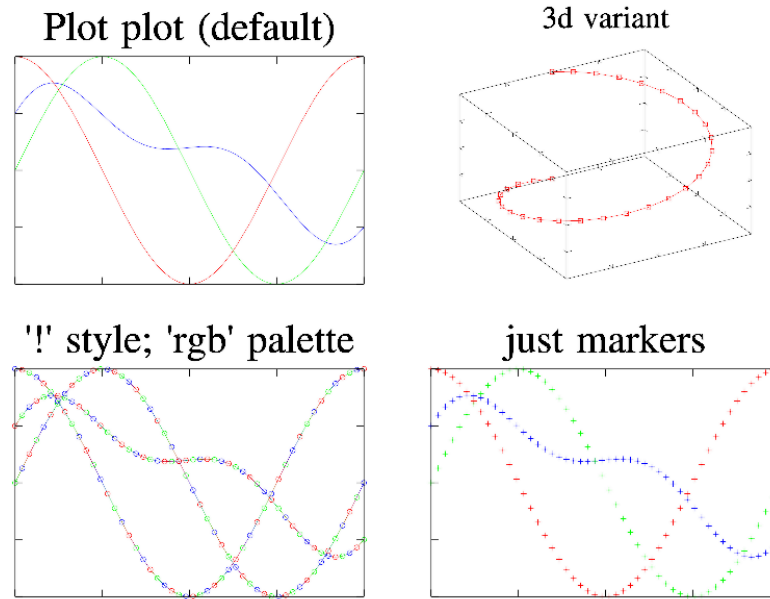 Plot plot (default)
3d variant
'!' style; 'rgb' palette
just markers